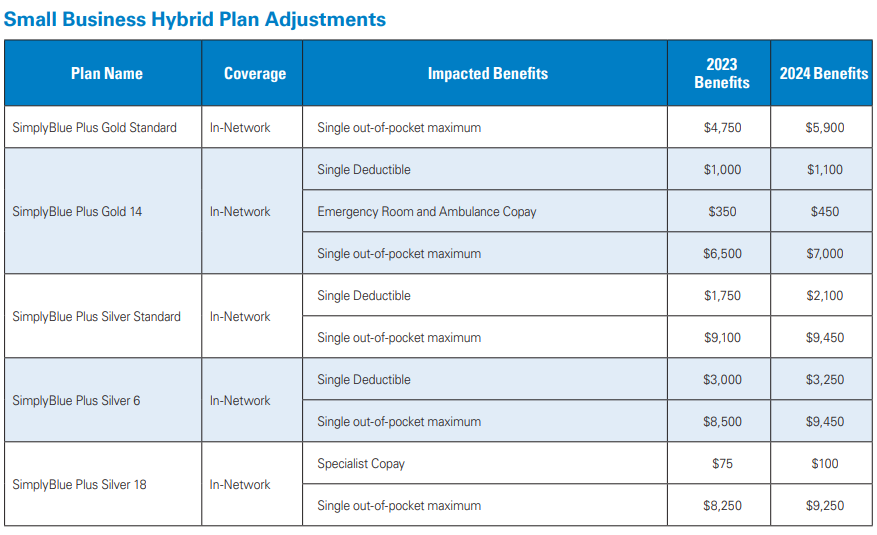 Small Business Hybrid Plan Adjustments
Plan Name Coverage Impacted Benefits 2023 Benefits 2024 Benefits
SimplyBlue Plus Gold Standard In-Network Single out-of-pocket maximum $4,750 $5,900
SimplyBlue Plus Gold 14 In-Network
Single Deductible $1,000 $1,100
Emergency Room and Ambulance Copay $350 $450
Single out-of-pocket maximum $6,500 $7,000
SimplyBlue Plus Silver Standard In-Network
Single Deductible $1,750 $2,100
Single out-of-pocket maximum $9,100 $9,450
SimplyBlue Plus Silver 6 In-Network
Single Deductible $3,000 $3,250
Single out-of-pocket maximum $8,500 $9,450
SimplyBlue Plus Silver 18 In-Network
Specialist Copay $75 $100
Single out-of-pocket maximum $8,250 $9,250